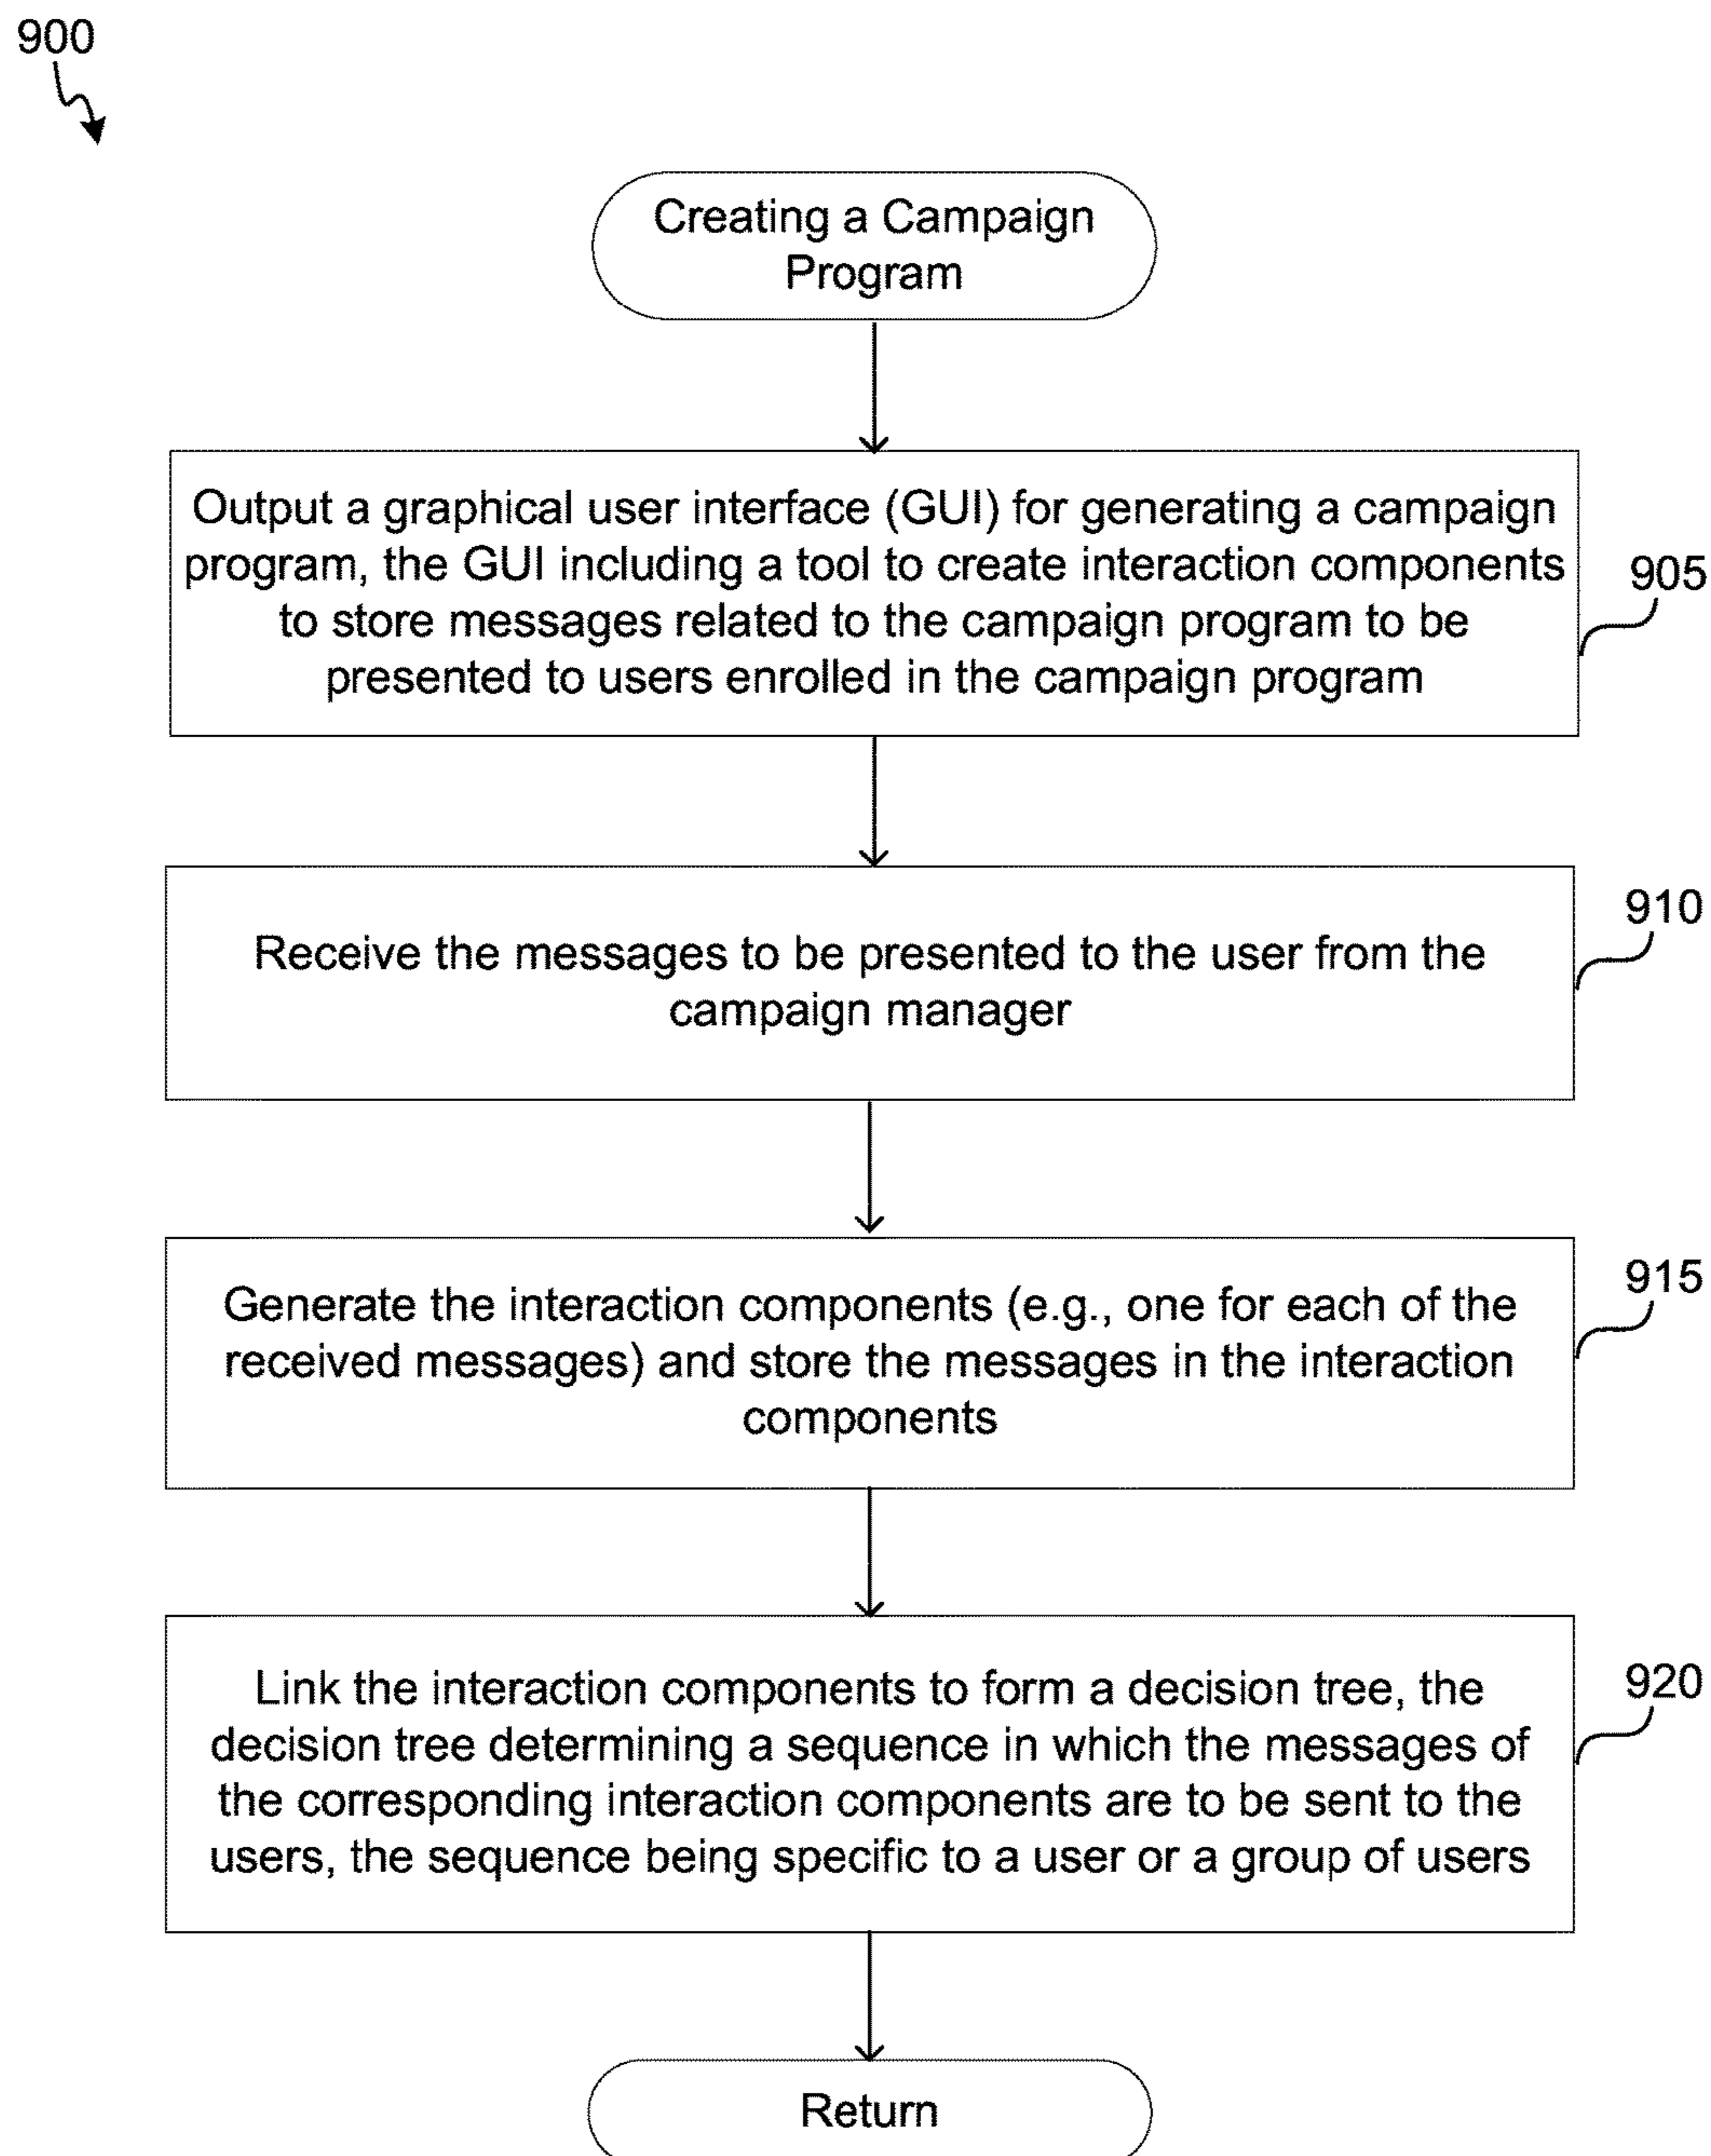 900
Creating a Campaign
Program
Output a graphical user interface (GUI) for generating a campaign
program, the GUI including a tool to create interaction components
to store messages related to the campaign program to be
presented to users enrolled in the campaign program
905
Receive the messages to be presented to the user from the
campaign manager
910
Generate the interaction components (e.g., one for each of the
received messages) and store the messages in the interaction
components
915
Link the interaction components to form a decision tree, the
decision tree determining a sequence in which the messages of
the corresponding interaction components are to be sent to the
users, the sequence being specific to a user or a group of users
920
Return